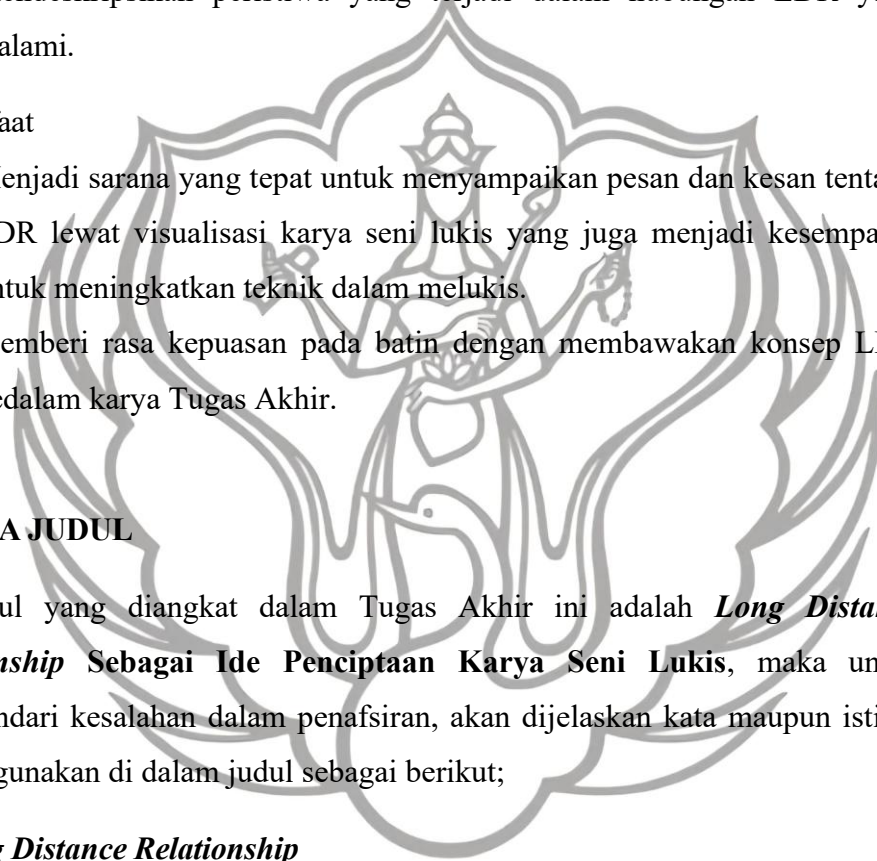 alami.
aat
enjadi sarana yang tepat untuk menyampaikan pesan dan kesan tenta
DR lewat visualisasi karya seni lukis yang juga menjadi kesempa
ntuk meningkatkan teknik dalam melukis.
emberi rasa kepuasan pada batin dengan membawakan konsep LI
edalam karya Tugas Akhir.
A JUDUL
ul yang diangkat dalam Tugas Akhir ini adalah Long Dista
nship Sebagai Ide Penciptaan Karya Seni Lukis, maka un
ndari kesalahan dalam penafsiran, akan dijelaskan kata maupun isti
gunakan di dalam judul sebagai berikut;
g Distance Relationship